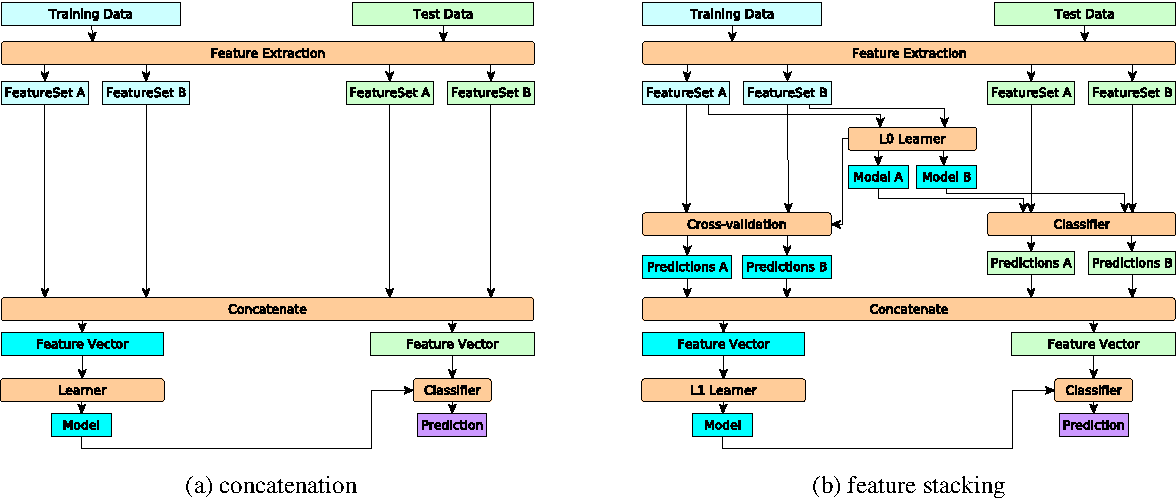 Training Data
Test Data
Feature Extraction
FeatureSet A
FeatureSet B
FeatureSet A
FeatureSet B
Concatenate
Feature Vector
Feature Vector
Learner
Classifier
Model
Prediction
(a) concatenation
Training Data
Test Data
Feature Extraction
FeatureSet A
FeatureSet B
FeatureSet A
FeatureSet B
L0 Learner
Model A
Model B
Cross-validation
Classifier
Predictions A
Predictions B
Predictions A
Predictions B
Concatenate
Feature Vector
Feature Vector
L1 Learner
Classifier
Model
Prediction
(b) feature stacking